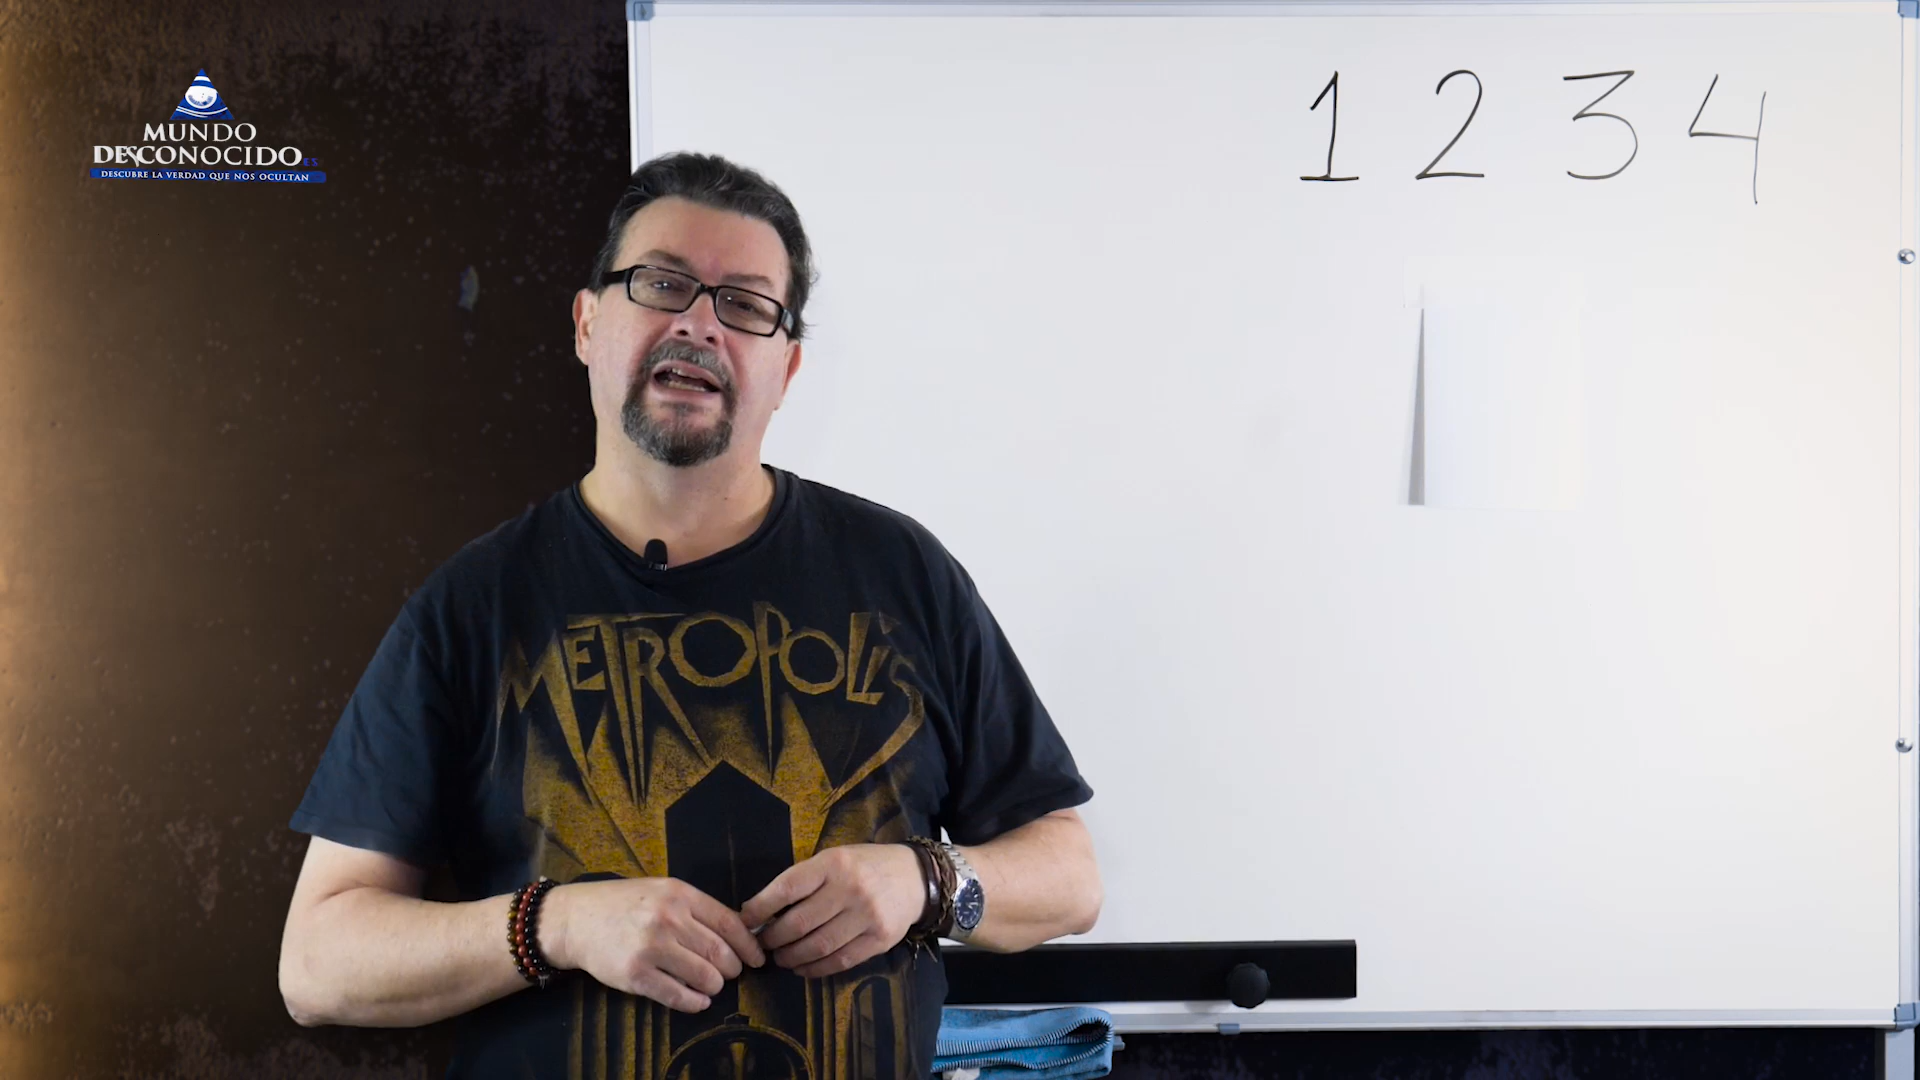 MUNDO
DESCONOCIDO.ES
DESCUBRE LA VERDAD QUE NOS OCULTAN
1 2 3 4
METROPOLIS